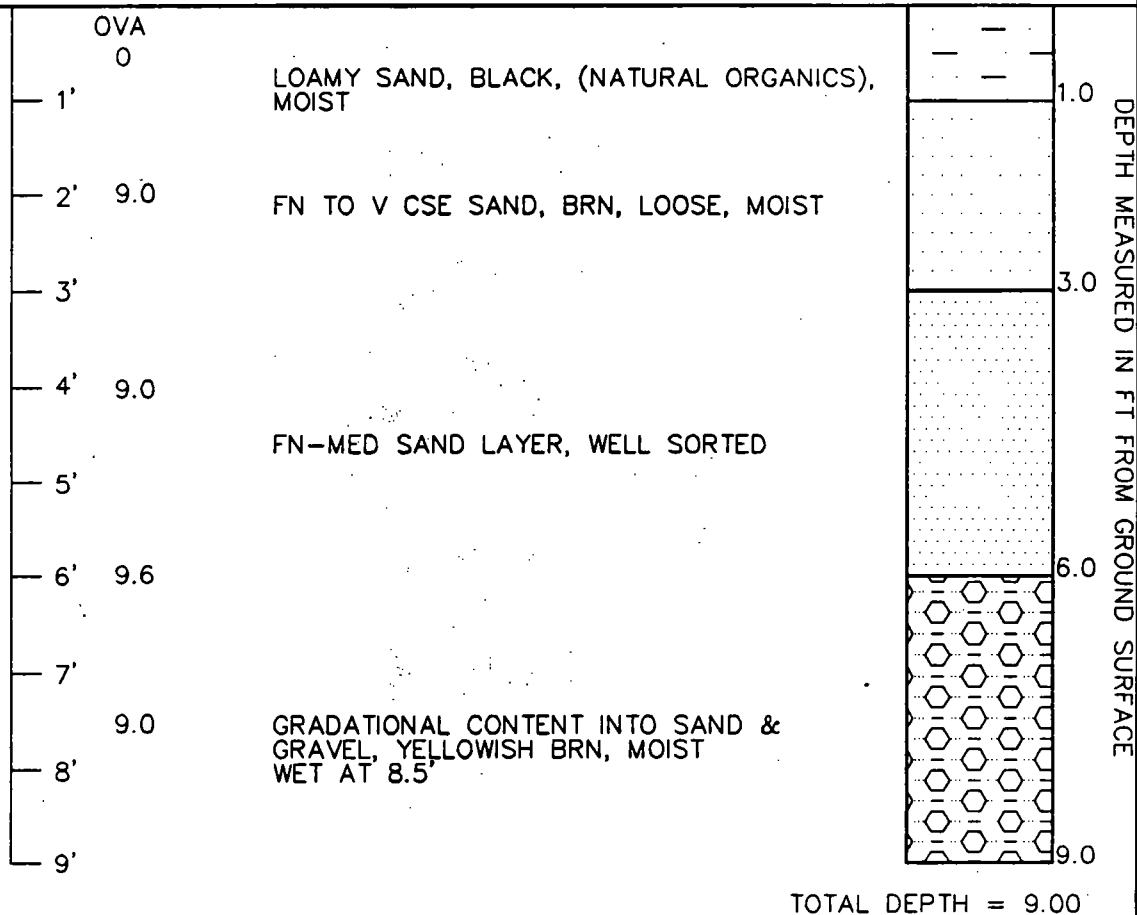 OVA
0
LOAMY SAND, BLACK, (NATURAL ORGANICS),
MOIST
1'
1.0
2'
9.0
FN TO V CSE SAND, BRN, LOOSE, MOIST
3'
3.0
4'
9.0
FN-MED SAND LAYER, WELL SORTED
5'
6'
9.6
6.0
7'
9.0
GRADATIONAL CONTENT INTO SAND &
GRAVEL, YELLOWISH BRN, MOIST
WET AT 8.5'
8'
9'
9.0
DEPTH MEASURED IN FT FROM GROUND SURFACE
TOTAL DEPTH = 9.00